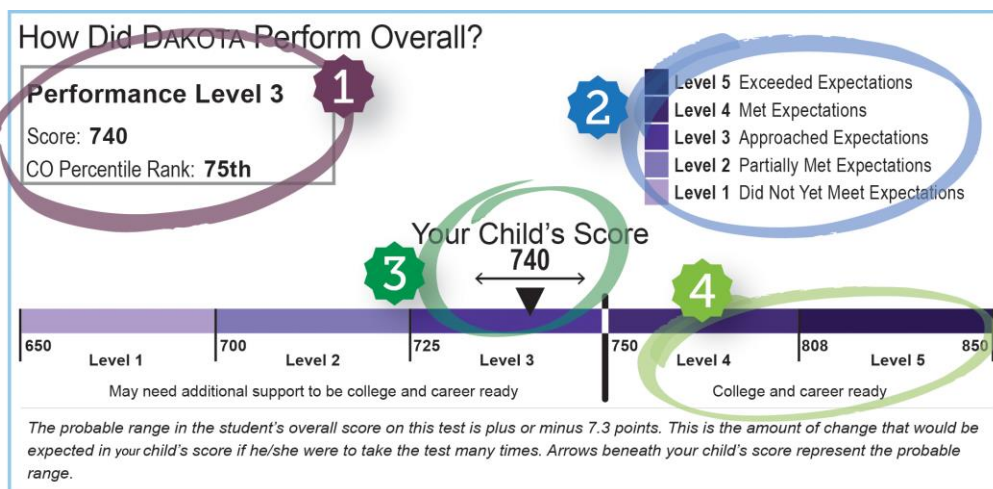 How Did DAKOTA Perform Overall?
1
Performance Level 3
Score: 740
CO Percentile Rank: 75th
2
Level 5 Exceeded Expectations
Level 4 Met Expectations
Level 3 Approached Expectations
Level 2 Partially Met Expectations
Level 1 Did Not Yet Meet Expectations
Your Child's Score
740
3
4
650 700 725 750 808 850
Level 1 Level 2 Level 3 Level 4 Level 5
May need additional support to be college and career ready College and career ready
The probable range in the student's overall score on this test is plus or minus 7.3 points. This is the amount of change that would be
expected in your child's score if he/she were to take the test many times. Arrows beneath your child's score represent the probable
range.